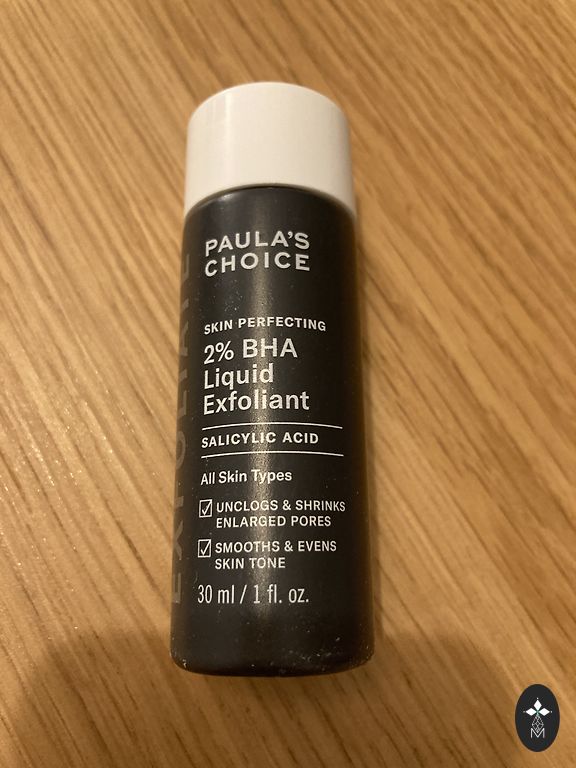 PAULA'S
CHOICE
SKIN PERFECTING
2% BHA
Liquid
Exfoliant
SALICYLIC ACID
All Skin Types
UNCLOGS & SHRINKS
ENLARGED PORES
SMOOTHS & EVENS
SKIN TONE
30 ml / 1 fl. oz.
EXFOLIATE
M